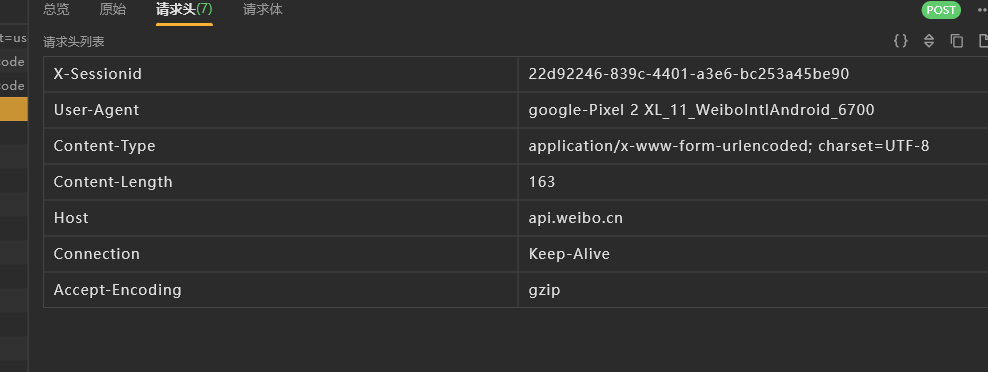 总览 原始 请求头(7) 请求体 POST
t=us
请求头列表
ode
ode
X-Sessionid 22d92246-839c-4401-a3e6-bc253a45be90
User-Agent google-Pixel 2 XL_11_WeiboIntlAndroid_6700
Content-Type application/x-www-form-urlencoded; charset=UTF-8
Content-Length 163
Host api.weibo.cn
Connection Keep-Alive
Accept-Encoding gzip